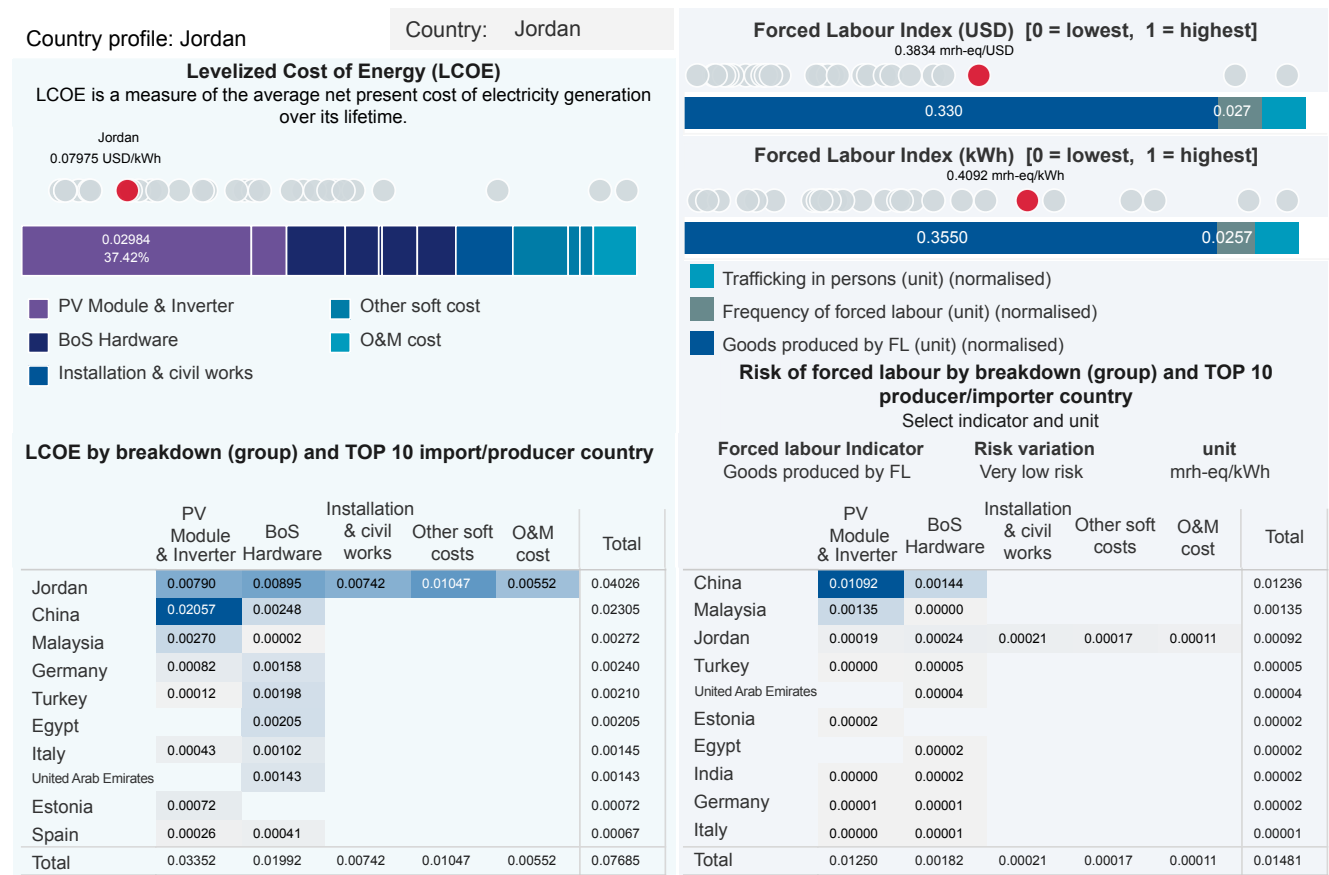 Country profile: Jordan
Country: Jordan
Levelized Cost of Energy (LCOE)
LCOE is a measure of the average net present cost of electricity generation
over its lifetime.
Jordan
0.07975 USD/kWh
0.02984
37.42%
PV Module & Inverter
Other soft cost
BoS Hardware
O&M cost
Installation & civil works
LCOE by breakdown (group) and TOP 10 import/producer country
PV Module & Inverter BoS Hardware Installation & civil works Other soft costs O&M cost Total
Jordan 0.00790 0.00895 0.00742 0.01047 0.00552 0.04026
China 0.02057 0.00248 0.02305
Malaysia 0.00270 0.00002 0.00272
Germany 0.00082 0.00158 0.00240
Turkey 0.00012 0.00198 0.00210
Egypt 0.00205 0.00205
Italy 0.00043 0.00102 0.00145
United Arab Emirates 0.00143 0.00143
Estonia 0.00072 0.00072
Spain 0.00026 0.00041 0.00067
Total 0.03352 0.01992 0.00742 0.01047 0.00552 0.07685
Forced Labour Index (USD) [0 = lowest, 1 = highest]
0.3834 mrh-eq/USD
0.330 0.027
Forced Labour Index (kWh) [0 = lowest, 1 = highest]
0.4092 mrh-eq/kWh
0.3550 0.0257
Trafficking in persons (unit) (normalised)
Frequency of forced labour (unit) (normalised)
Goods produced by FL (unit) (normalised)
Risk of forced labour by breakdown (group) and TOP 10
producer/importer country
Select indicator and unit
Forced labour Indicator Risk variation unit
Goods produced by FL Very low risk mrh-eq/kWh
PV Module & Inverter BoS Hardware Installation & civil works Other soft costs O&M cost Total
China 0.01092 0.00144 0.01236
Malaysia 0.00135 0.00000 0.00135
Jordan 0.00019 0.00024 0.00021 0.00017 0.00011 0.00092
Turkey 0.00000 0.00005 0.00005
United Arab Emirates 0.00004 0.00004
Estonia 0.00002 0.00002
Egypt 0.00002 0.00002
India 0.00000 0.00002 0.00002
Germany 0.00001 0.00001 0.00002
Italy 0.00000 0.00001 0.00001
Total 0.01250 0.00182 0.00021 0.00017 0.00011 0.01481